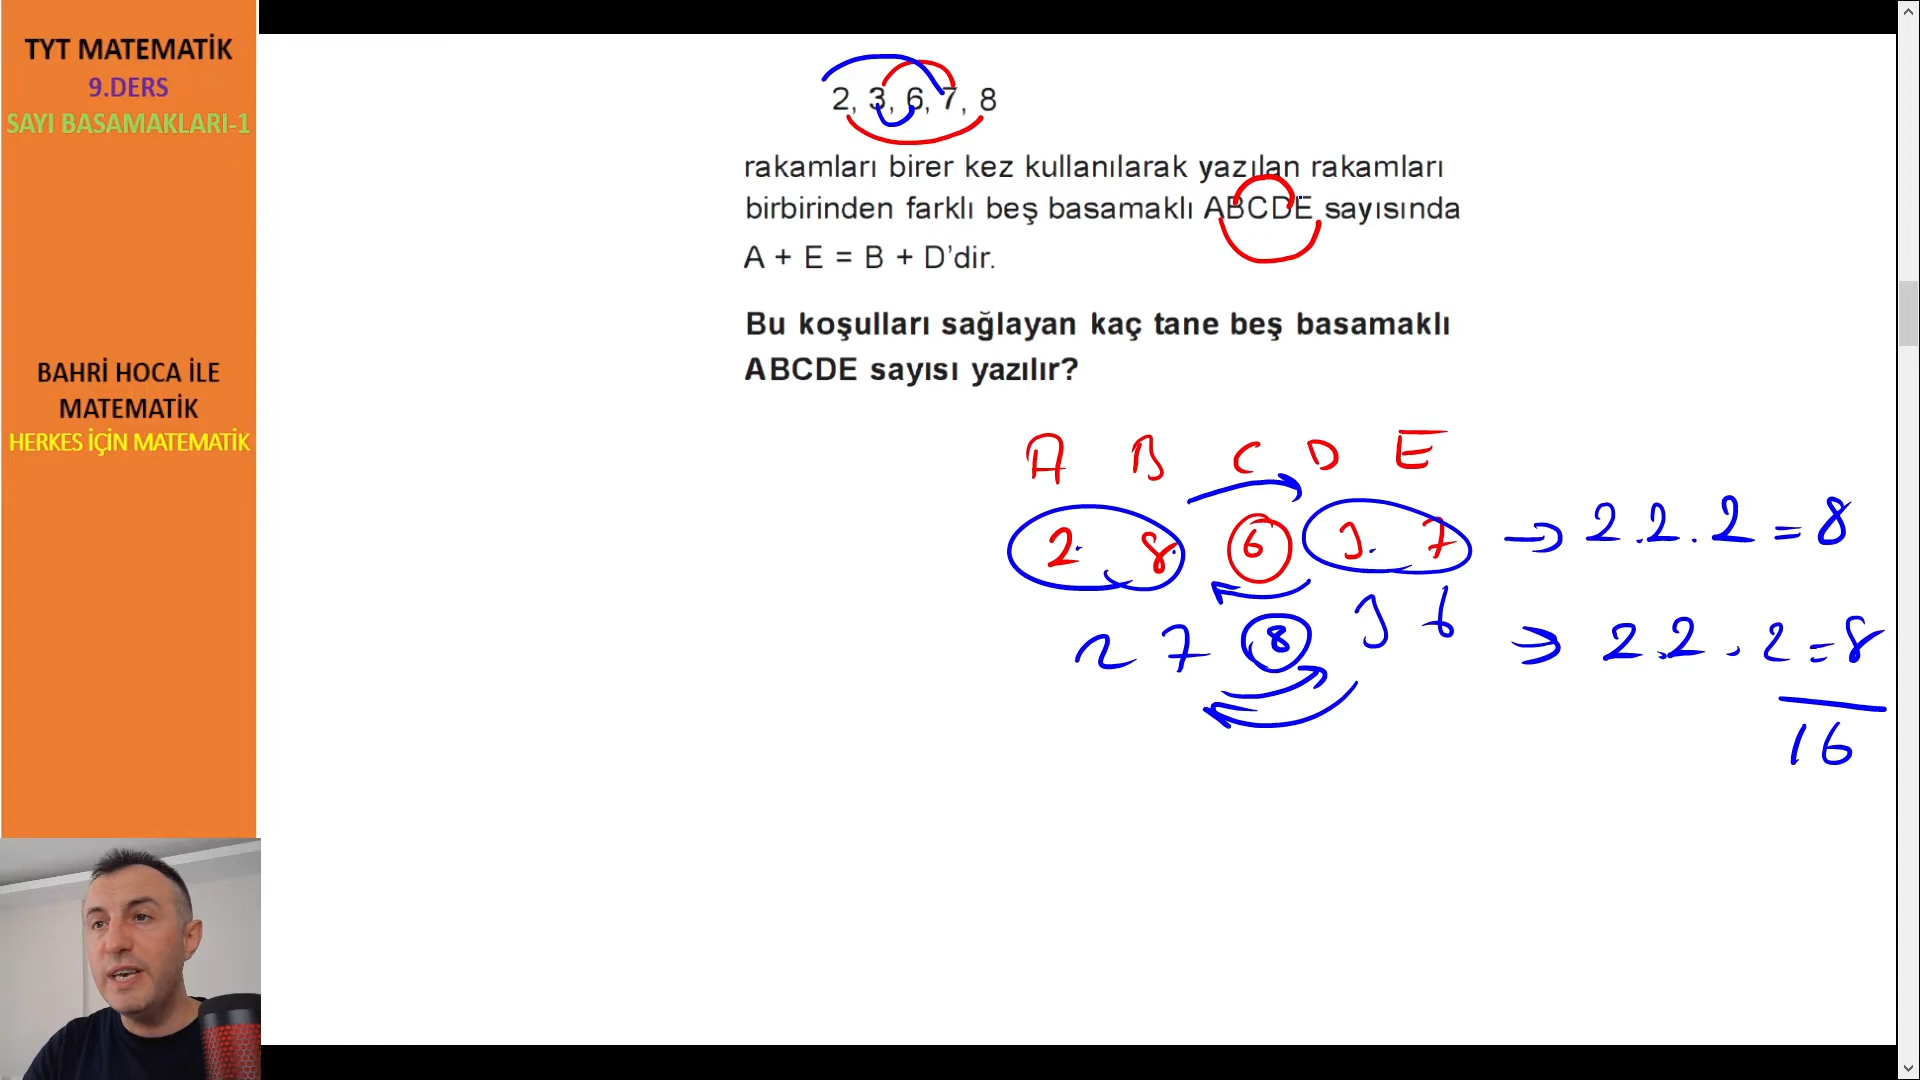 TYT MATEMATİK
9.DERS
SAYI BASAMAKLARI-1
BAHRİ HOCA İLE
MATEMATİK
HERKES İÇİN MATEMATİK
2, 3, 6, 7, 8
rakamları birer kez kullanılarak yazılan rakamları
birbirinden farklı beş basamaklı ABCDE sayısında
A + E = B + D’dir.
Bu koşulları sağlayan kaç tane beş basamaklı
ABCDE sayısı yazılır?
A B C D E
2 8 6 3 7 → 2.2.2=8
2 7 8 3 6 → 2.2.2=8
16